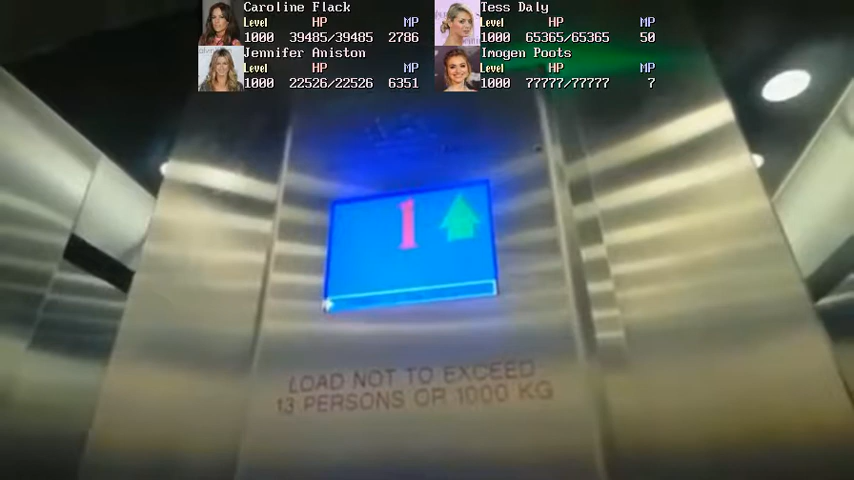 Caroline Flack
Level HP MP
1000 39485/39485 2786
Tess Daly
Level HP MP
1000 65365/65365 50
Jennifer Aniston
Level HP MP
1000 22526/22526 6351
Imogen Poots
Level HP MP
1000 77777/77777 7
1
LOAD NOT TO EXCEED
13 PERSONS OR 1000 KG